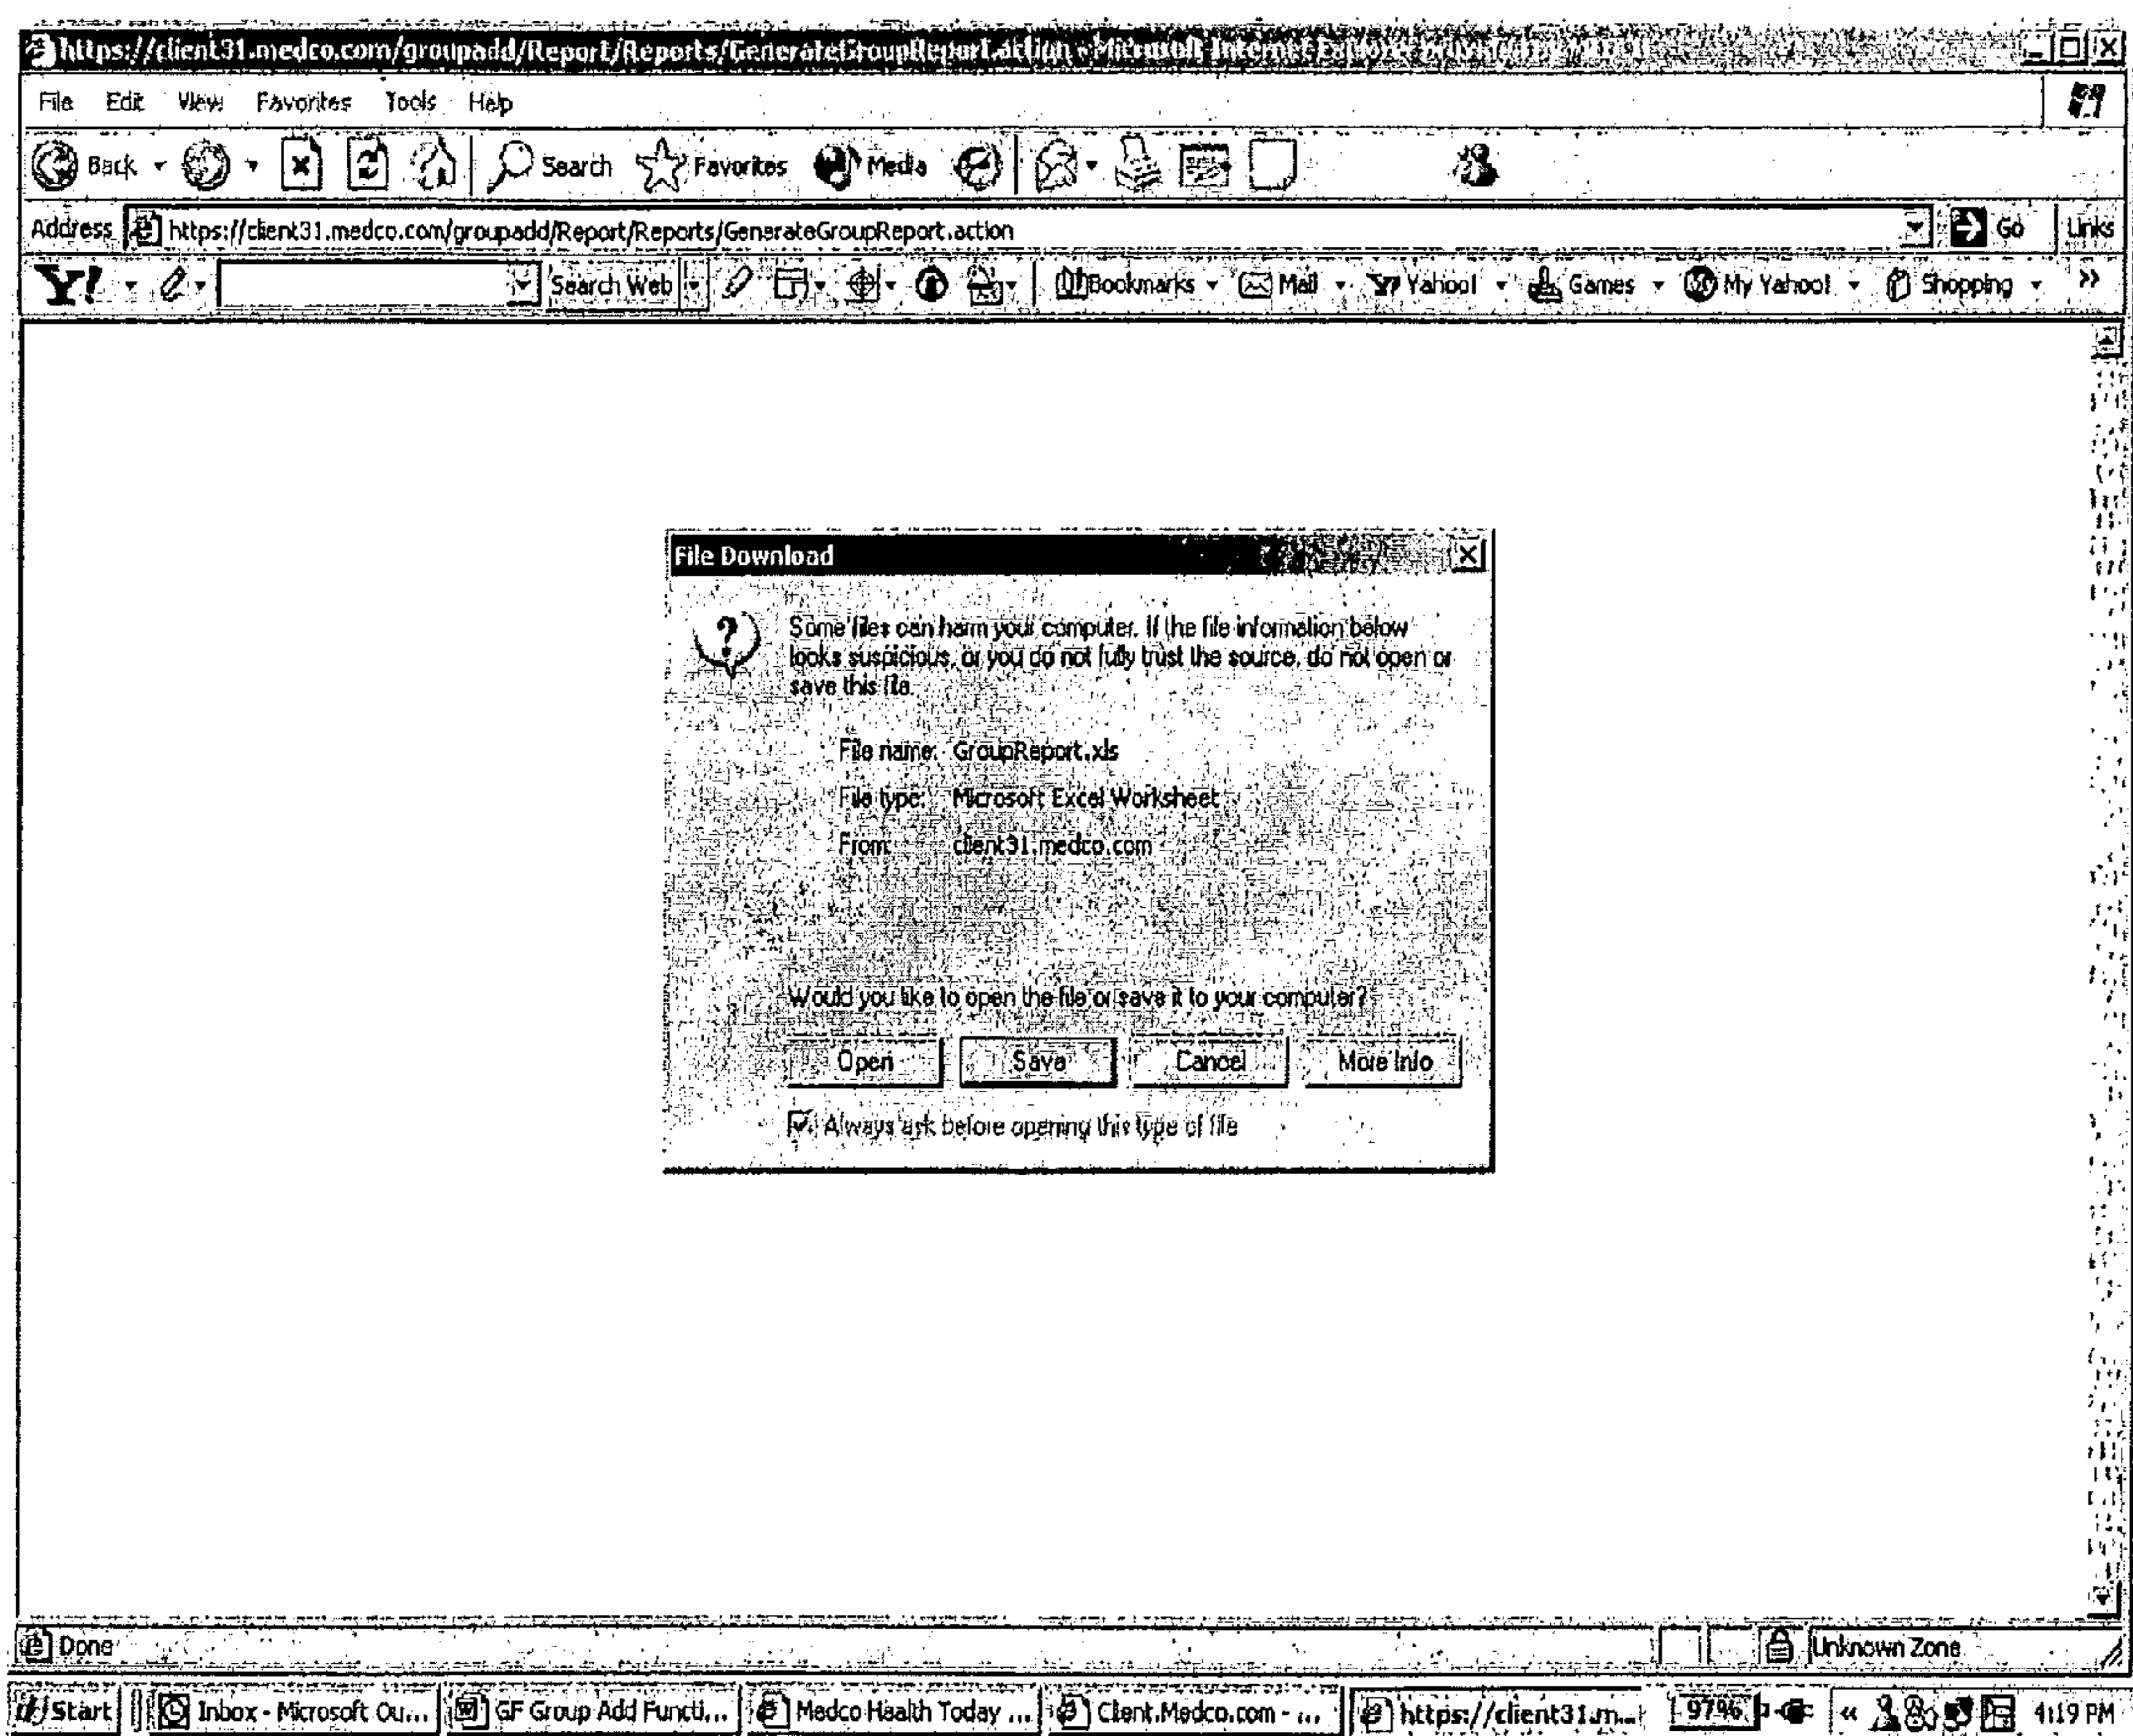 https://client31.medco.com/groupadd/Report/Reports/GenerateGroupReport.action - Microsoft Internet
File Edit View Favorites Tools Help
Back Search Favorites Media
Address https://client31.medco.com/groupadd/Report/Reports/GenerateGroupReport.action Go Links
Y! Search Web Bookmarks Mail Yahoo! Games My Yahoo! Shopping »
File Download
Some files can harm your computer. If the file information below
looks suspicious, or you do not fully trust the source, do not open or
save this file.
File name: GroupReport.xls
File type: Microsoft Excel Worksheet
From: client31.medco.com
Would you like to open the file or save it to your computer?
Open Save Cancel More Info
Always ask before opening this type of file
Done Unknown Zone
Start Inbox - Microsoft Ou... GF Group Add Functi... Medco Health Today ... Client.Medco.com - ... https://client31.m... 97% « 4:19 PM